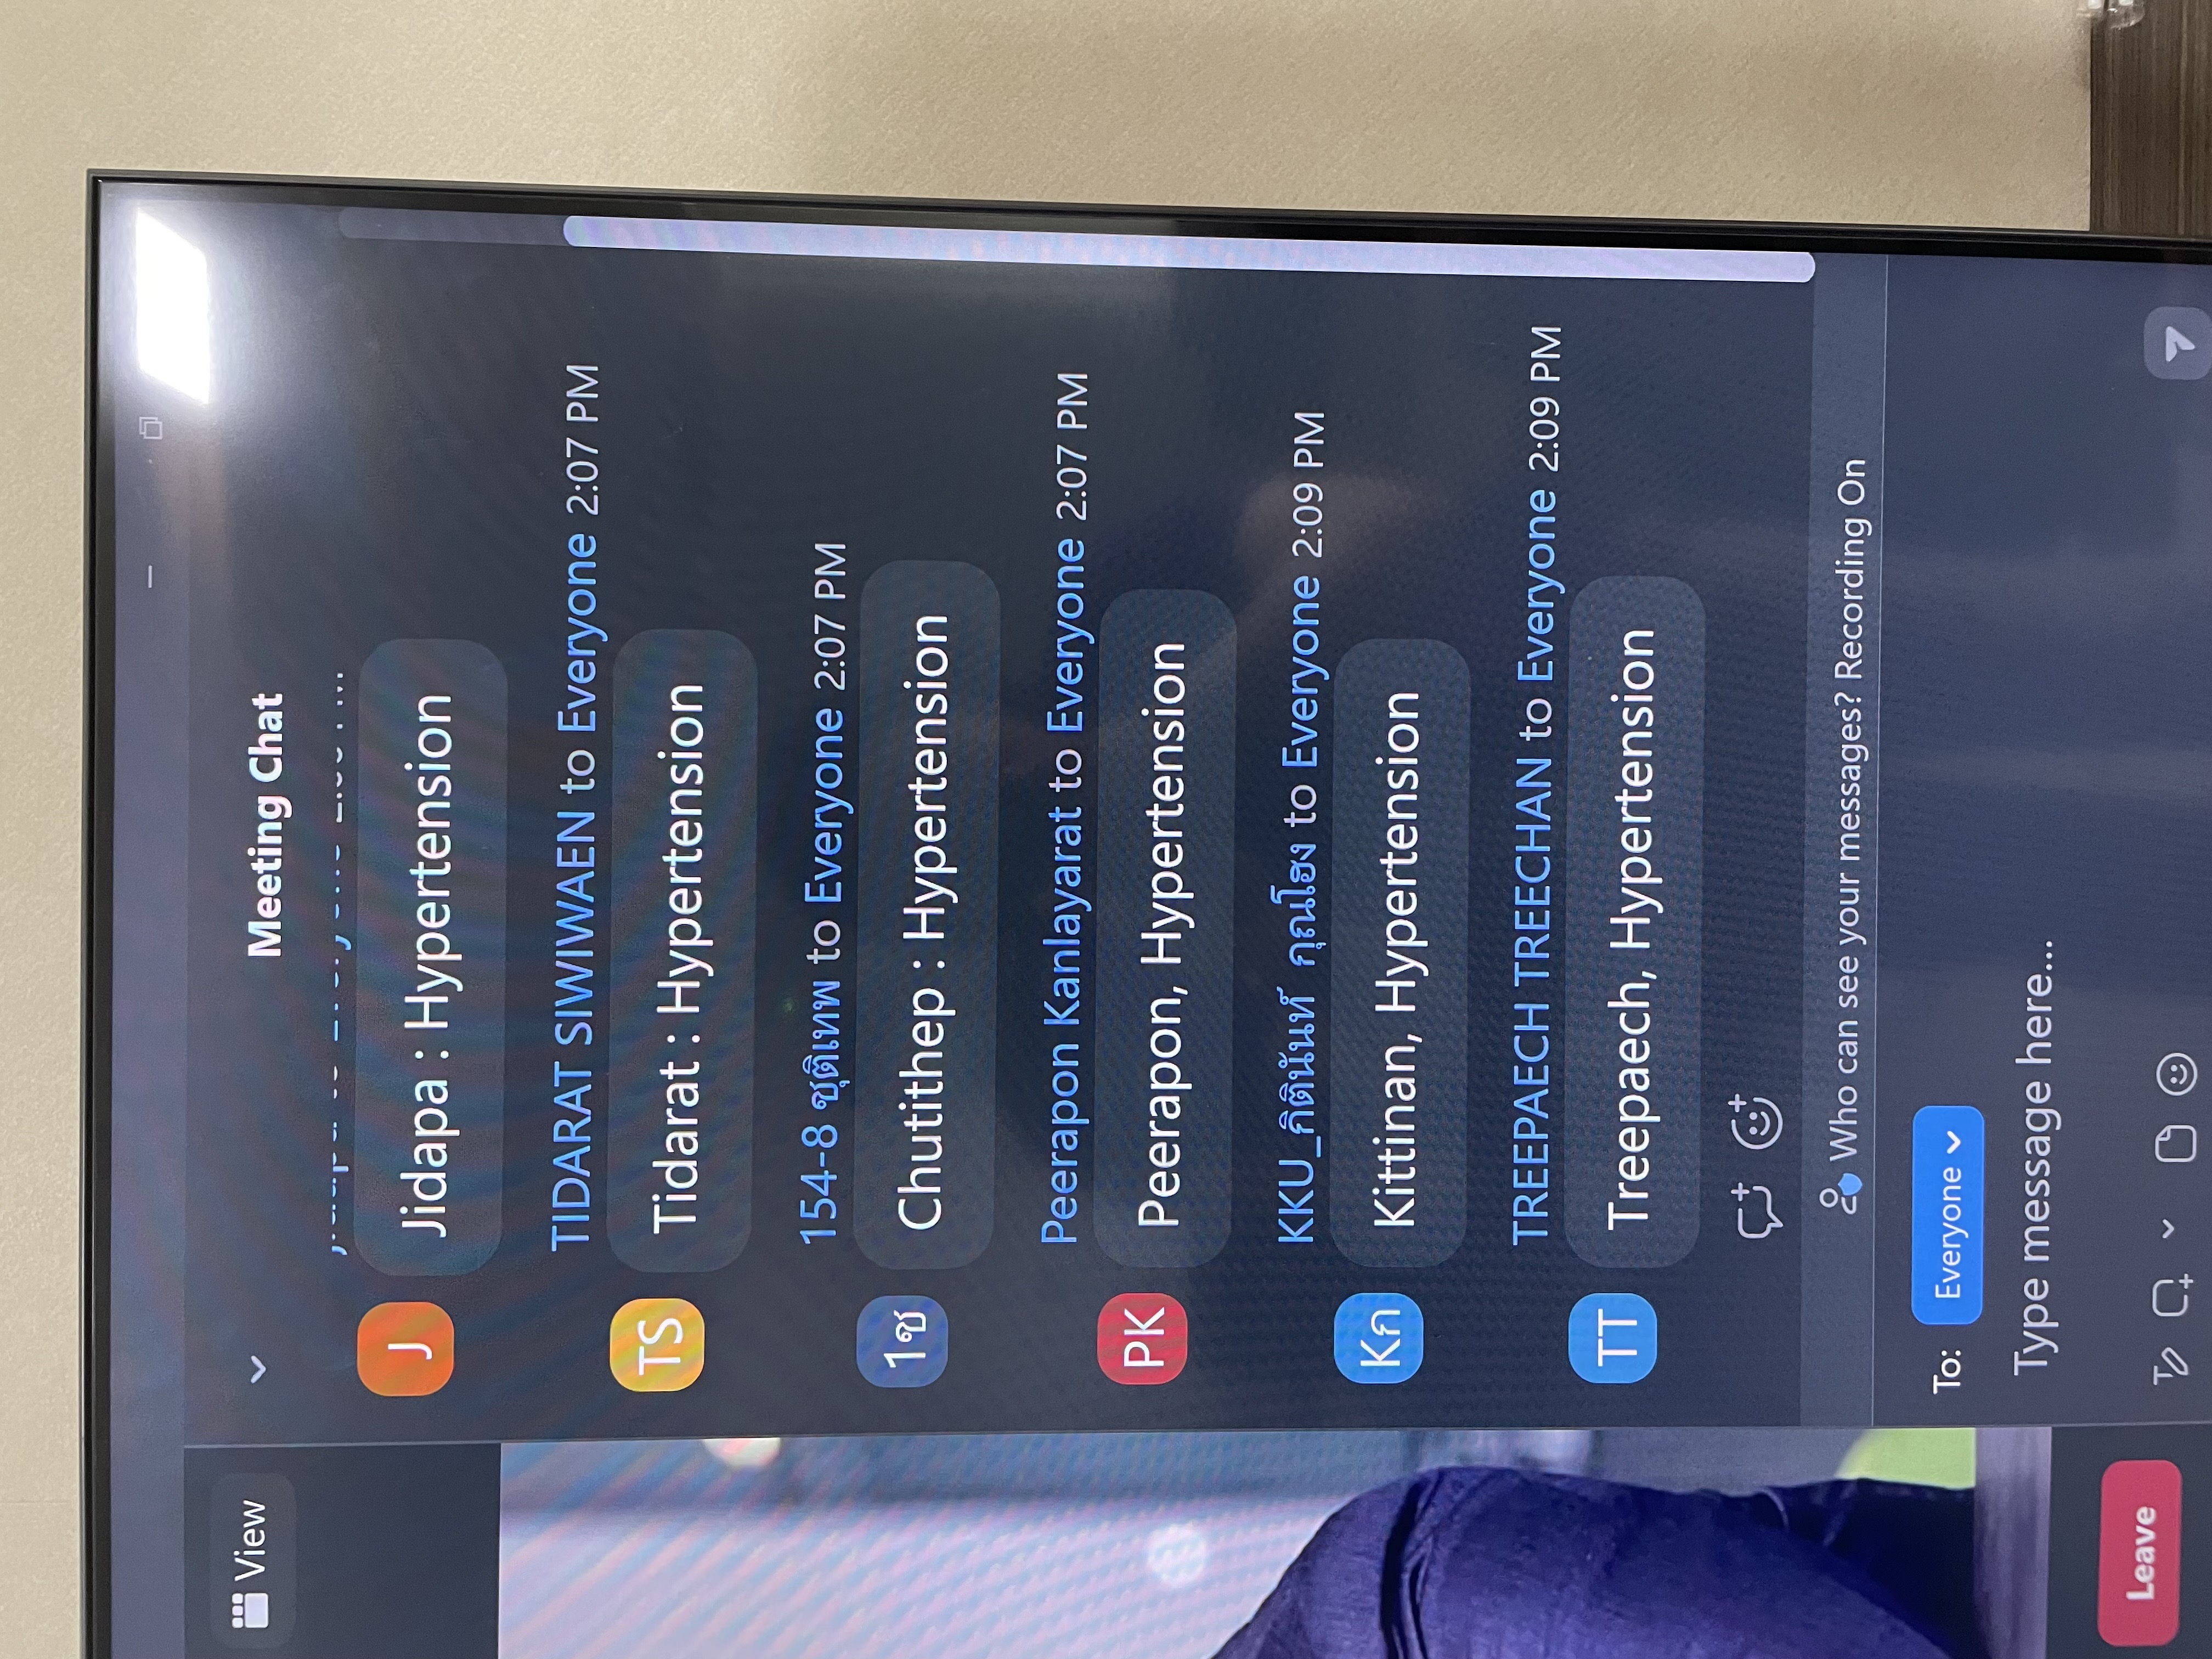 View
Meeting Chat
to Everyone
J
Jidapa : Hypertension
TIDARAT SIWIWAEN to Everyone 2:07 PM
TS
Tidarat : Hypertension
154-8 ชุติเทพ to Everyone 2:07 PM
1ช
Chutithep : Hypertension
Peerapon Kanlayarat to Everyone 2:07 PM
PK
Peerapon, Hypertension
KKU_กิตินันท์ กุณโฮง to Everyone 2:09 PM
Kก
Kittinan, Hypertension
TREEPAECH TREECHAN to Everyone 2:09 PM
TT
Treepaech, Hypertension
Who can see your messages? Recording On
To: Everyone
Type message here...
Leave